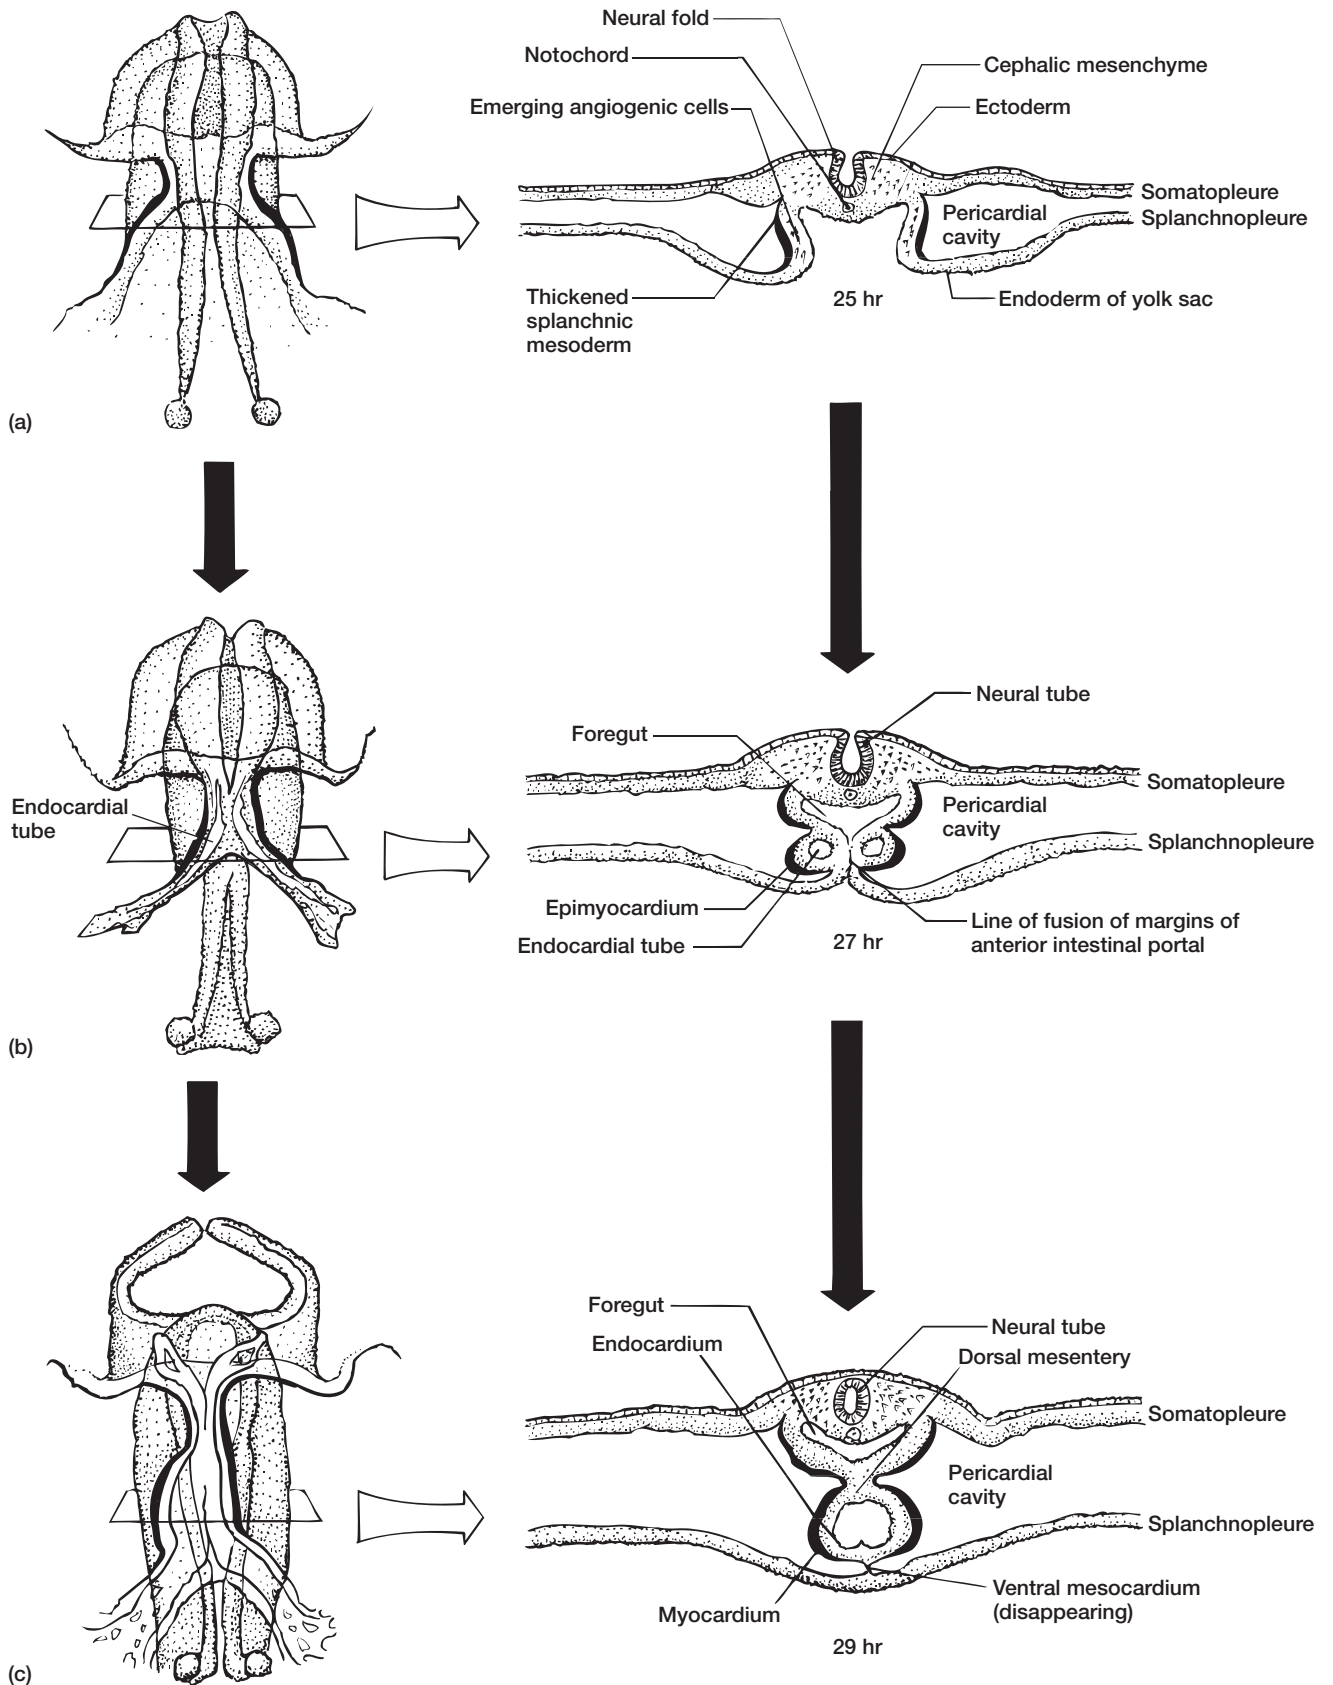 Neural fold
Notochord
Cephalic mesenchyme
Emerging angiogenic cells
Ectoderm
Somatopleure
Pericardial
cavity
Splanchnopleure
Thickened
splanchnic
mesoderm
25 hr
Endoderm of yolk sac
(a)
Neural tube
Foregut
Somatopleure
Endocardial
tube
Pericardial
cavity
Splanchnopleure
Epimyocardium
Line of fusion of margins of
anterior intestinal portal
Endocardial tube
27 hr
(b)
Foregut
Neural tube
Endocardium
Dorsal mesentery
Somatopleure
Pericardial
cavity
Splanchnopleure
Ventral mesocardium
(disappearing)
Myocardium
29 hr
(c)